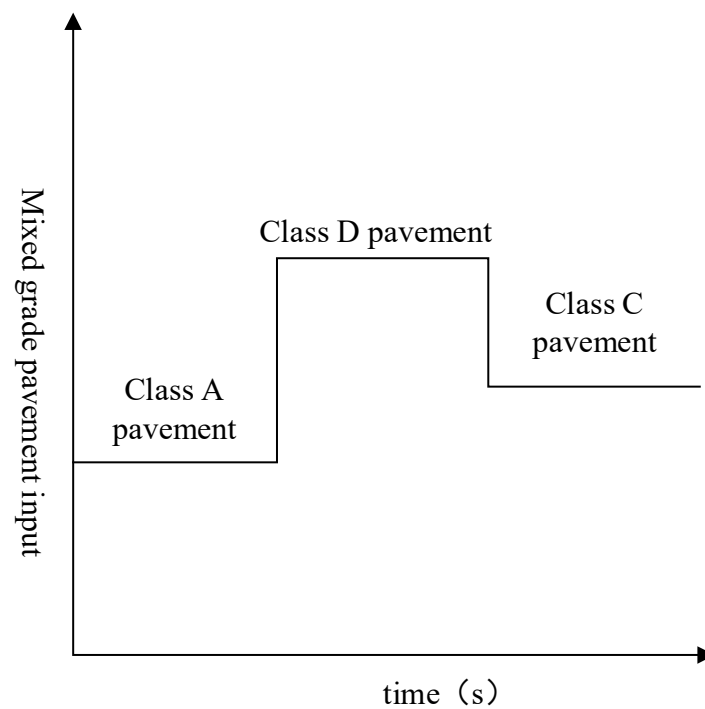 Mixed grade pavement input
Class D pavement
Class C
pavement
Class A
pavement
time（s）